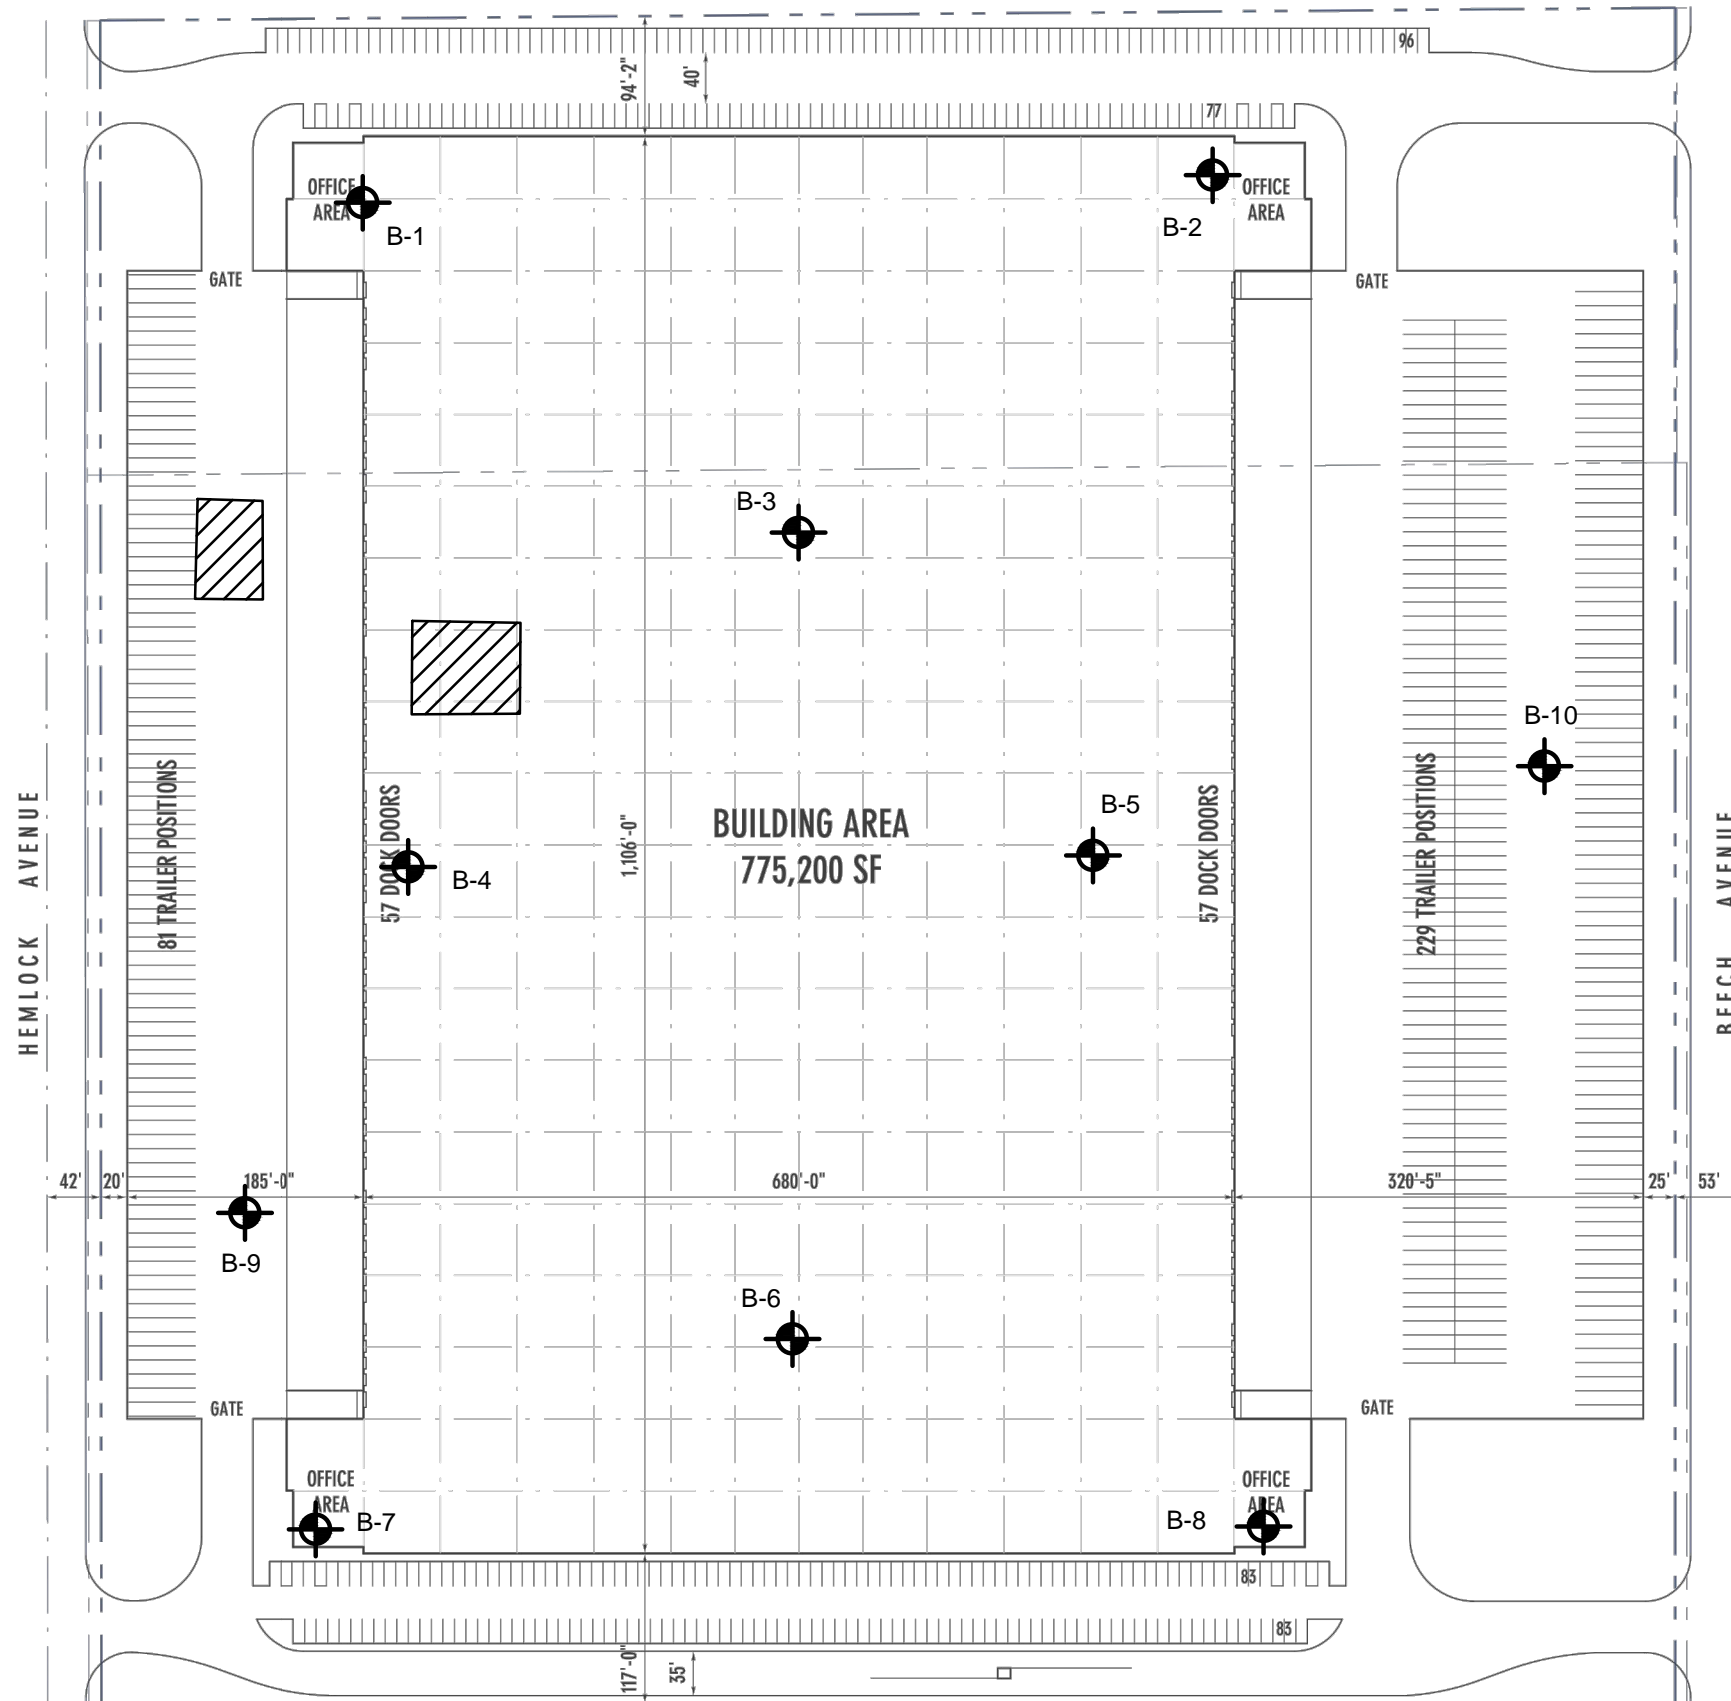 96
94'-2"
40'
77
OFFICE
AREA
B-1
B-2
OFFICE
AREA
GATE
GATE
B-3
B-10
81 TRAILER POSITIONS
57 DOCK DOORS
B-4
1,106'-0"
BUILDING AREA
775,200 SF
B-5
57 DOCK DOORS
229 TRAILER POSITIONS
HEMLOCK AVENUE
BEECH AVENUE
42'
20'
185'-0"
680'-0"
320'-5"
25'
53'
B-9
B-6
GATE
GATE
OFFICE
AREA
B-7
B-8
OFFICE
AREA
83
83
117'-0"
35'